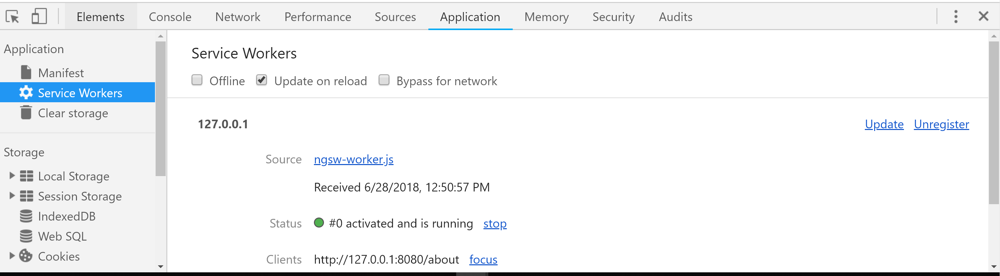 Elements Console Network Performance Sources Application Memory Security Audits
Application
Manifest
Service Workers
Clear storage
Storage
Local Storage
Session Storage
IndexedDB
Web SQL
Cookies
Service Workers
Offline Update on reload Bypass for network
127.0.0.1 Update Unregister
Source ngsw-worker.js
Received 6/28/2018, 12:50:57 PM
Status #0 activated and is running stop
Clients http://127.0.0.1:8080/about focus